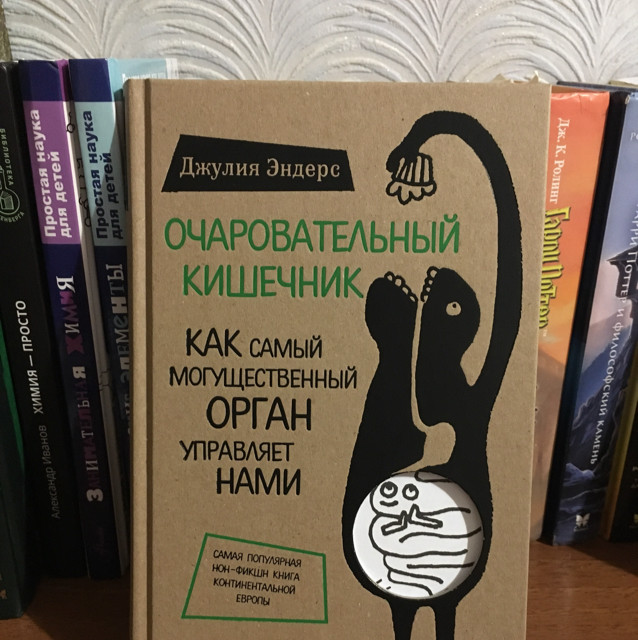 Джулия Эндерс
ОЧАРОВАТЕЛЬНЫЙ
КИШЕЧНИК
КАК САМЫЙ
МОГУЩЕСТВЕННЫЙ
ОРГАН
УПРАВЛЯЕТ
НАМИ
САМАЯ ПОПУЛЯРНАЯ
НОН-ФИКШН КНИГА
КОНТИНЕНТАЛЬНОЙ
ЕВРОПЫ
Александр Иванов ХИМИЯ — ПРОСТО
Простая наука
для детей
ЗАНИМАТЕЛЬНАЯ ХИМИЯ
Простая наука
для детей
ЭЛЕМЕНТЫ
Дж. К. Ролинг
Гарри Поттер
РРИ ПОТТЕР И ФИЛОСОФСКИЙ КАМЕНЬ